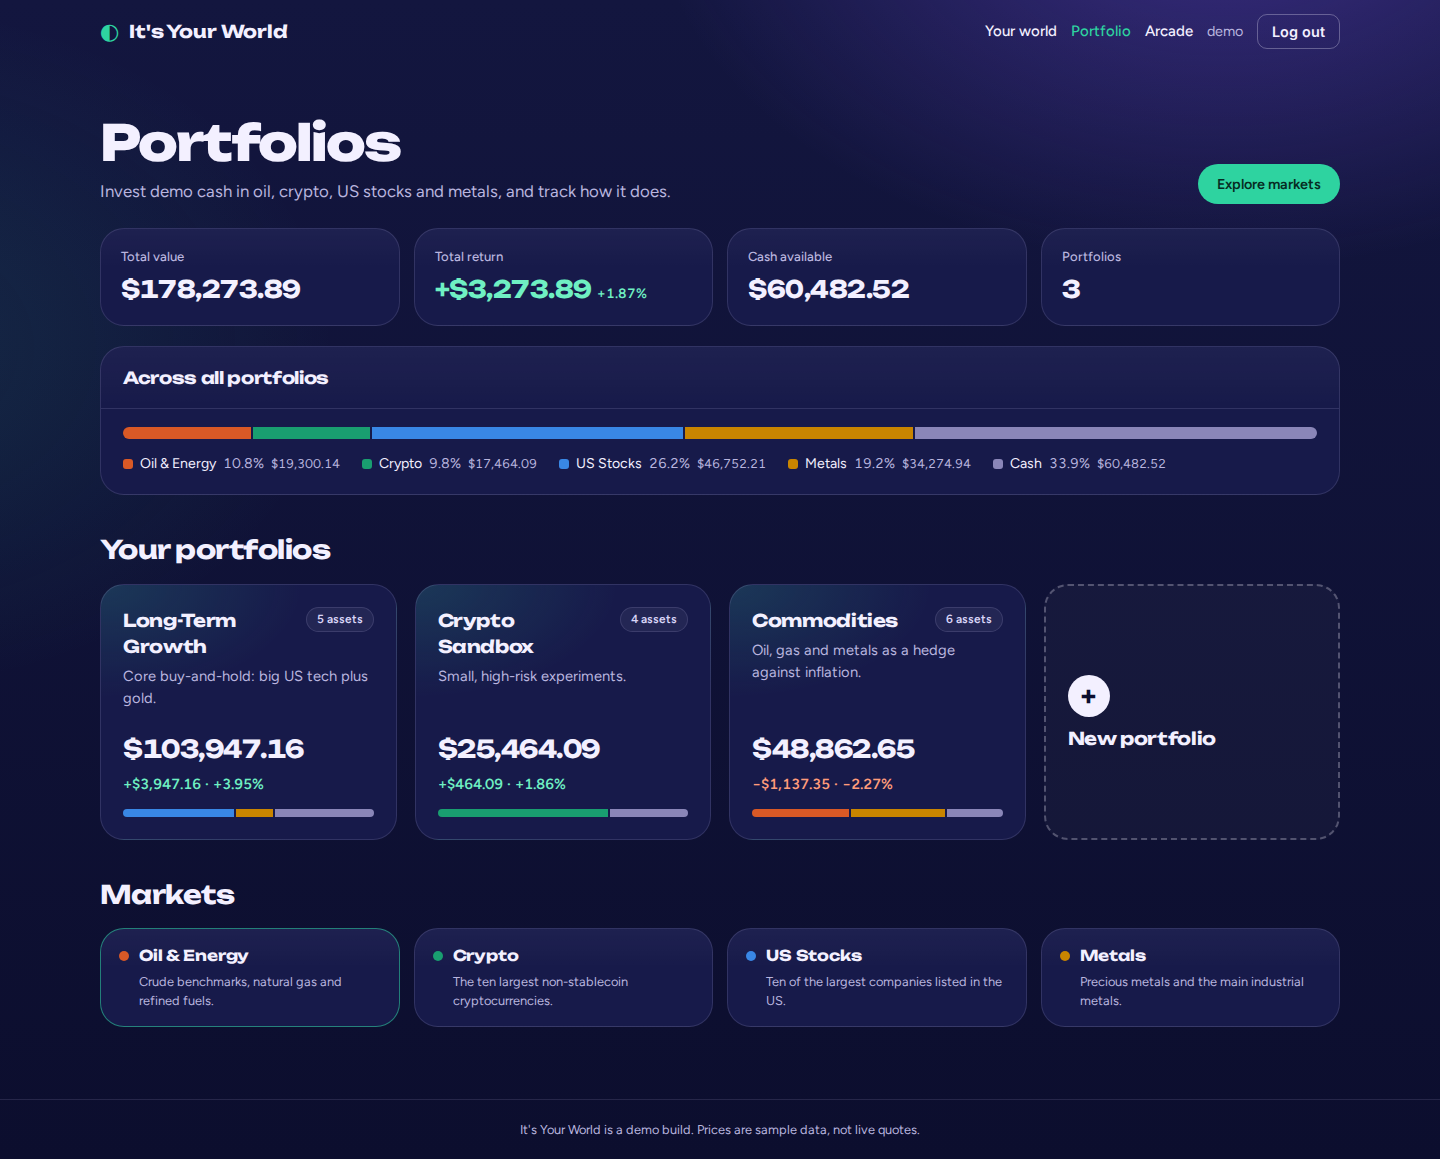 It's Your World
Your world Portfolio Arcade demo Log out
Portfolios
Invest demo cash in oil, crypto, US stocks and metals, and track how it does.
Explore markets
Total value
$178,273.89
Total return
+$3,273.89 +1.87%
Cash available
$60,482.52
Portfolios
3
Across all portfolios
Oil & Energy 10.8% $19,300.14 Crypto 9.8% $17,464.09 US Stocks 26.2% $46,752.21 Metals 19.2% $34,274.94 Cash 33.9% $60,482.52
Your portfolios
Long-Term
Growth
5 assets
Core buy-and-hold: big US tech plus
gold.
$103,947.16
+$3,947.16 · +3.95%
Crypto
Sandbox
4 assets
Small, high-risk experiments.
$25,464.09
+$464.09 · +1.86%
Commodities
6 assets
Oil, gas and metals as a hedge
against inflation.
$48,862.65
−$1,137.35 · −2.27%
+
New portfolio
Markets
Oil & Energy
Crude benchmarks, natural gas and
refined fuels.
Crypto
The ten largest non-stablecoin
cryptocurrencies.
US Stocks
Ten of the largest companies listed in the
US.
Metals
Precious metals and the main industrial
metals.
It's Your World is a demo build. Prices are sample data, not live quotes.